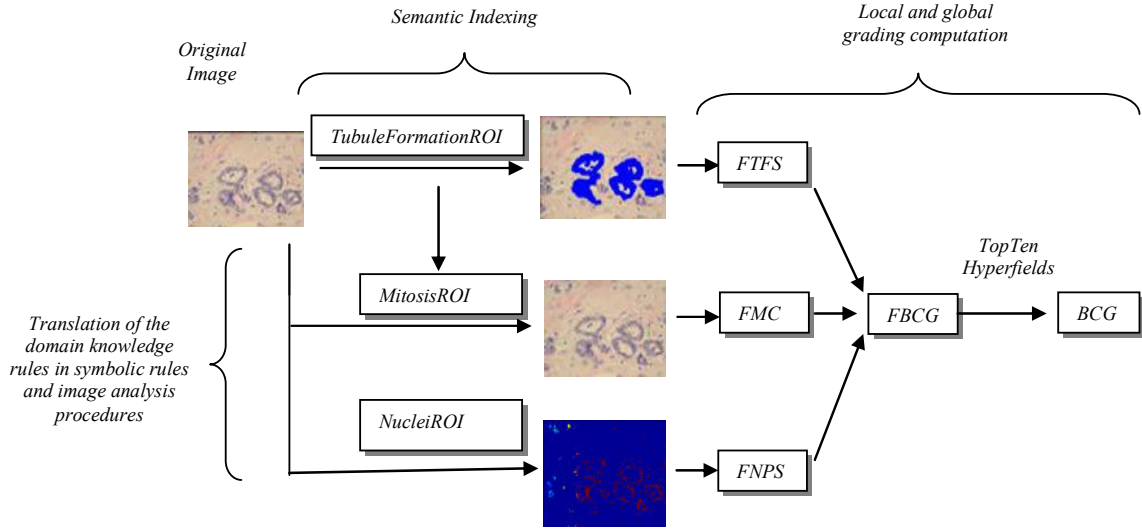 Semantic Indexing
Local and global
grading computation
Original
Image
TubuleFormationROI
FTFS
TopTen
Hyperfields
MitosisROI
FMC
FBCG
BCG
Translation of the
domain knowledge
rules in symbolic rules
and image analysis
procedures
NucleiROI
FNPS